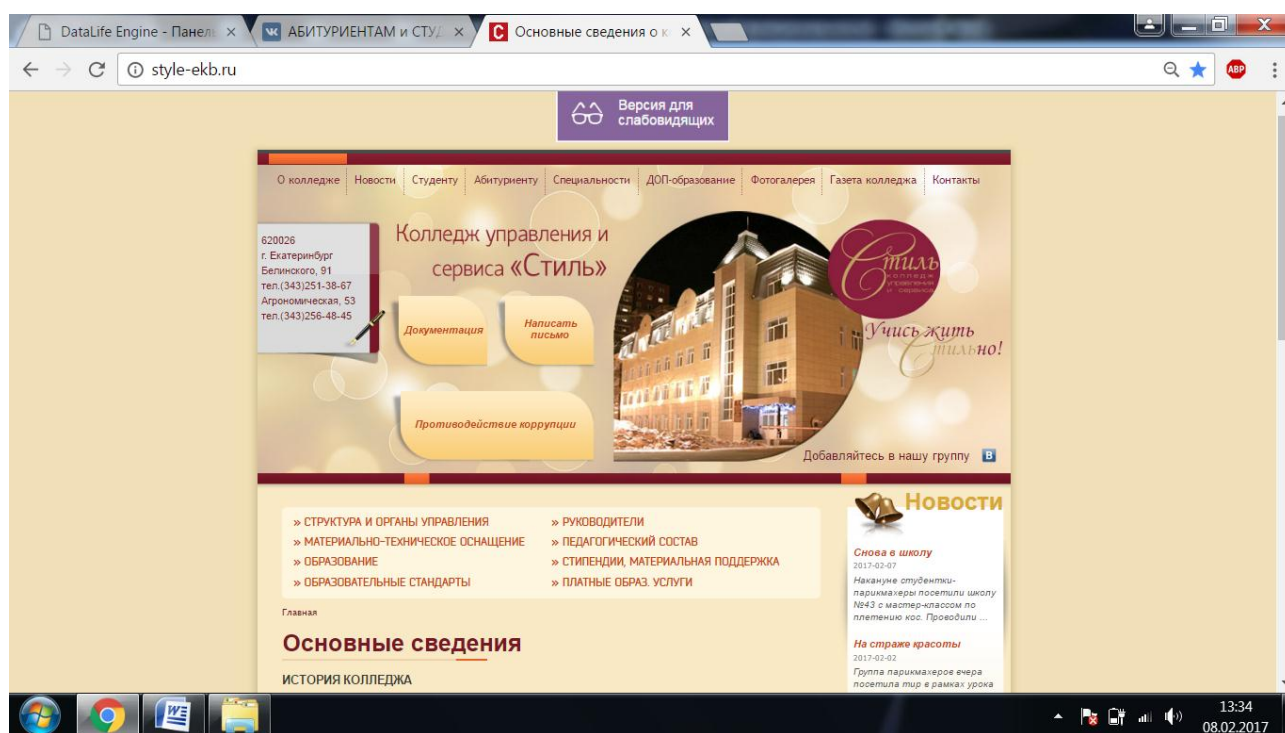 DataLife Engine - Панел
АБИТУРИЕНТАМ и СТУД
Основные сведения о к
style-ekb.ru
ABP
Версия для
слабовидящих
О колледже Новости Студенту Абитуриенту Специальности ДОП-образование Фотогалерея Газета колледжа Контакты
620026
г. Екатеринбург
Белинского, 91
тел.(343)251-38-67
Агрономическая, 53
тел.(343)256-48-45
Колледж управления и
сервиса «Стиль»
Документация
Написать
письмо
Противодействие коррупции
Стиль
колледж
управления
и сервиса
Учись жить
Стильно!
Добавляйтесь в нашу группу
» СТРУКТУРА И ОРГАНЫ УПРАВЛЕНИЯ
» МАТЕРИАЛЬНО-ТЕХНИЧЕСКОЕ ОСНАЩЕНИЕ
» ОБРАЗОВАНИЕ
» ОБРАЗОВАТЕЛЬНЫЕ СТАНДАРТЫ
» РУКОВОДИТЕЛИ
» ПЕДАГОГИЧЕСКИЙ СОСТАВ
» СТИПЕНДИИ, МАТЕРИАЛЬНАЯ ПОДДЕРЖКА
» ПЛАТНЫЕ ОБРАЗ. УСЛУГИ
Главная
Основные сведения
ИСТОРИЯ КОЛЛЕДЖА
Новости
Снова в школу
2017-02-07
Накануне студентки-
парикмахеры посетили школу
№43 с мастер-классом по
плетению кос. Проводили ...
На страже красоты
2017-02-02
Группа парикмахеров вчера
посетила тир в рамках урока
13:34
08.02.2017